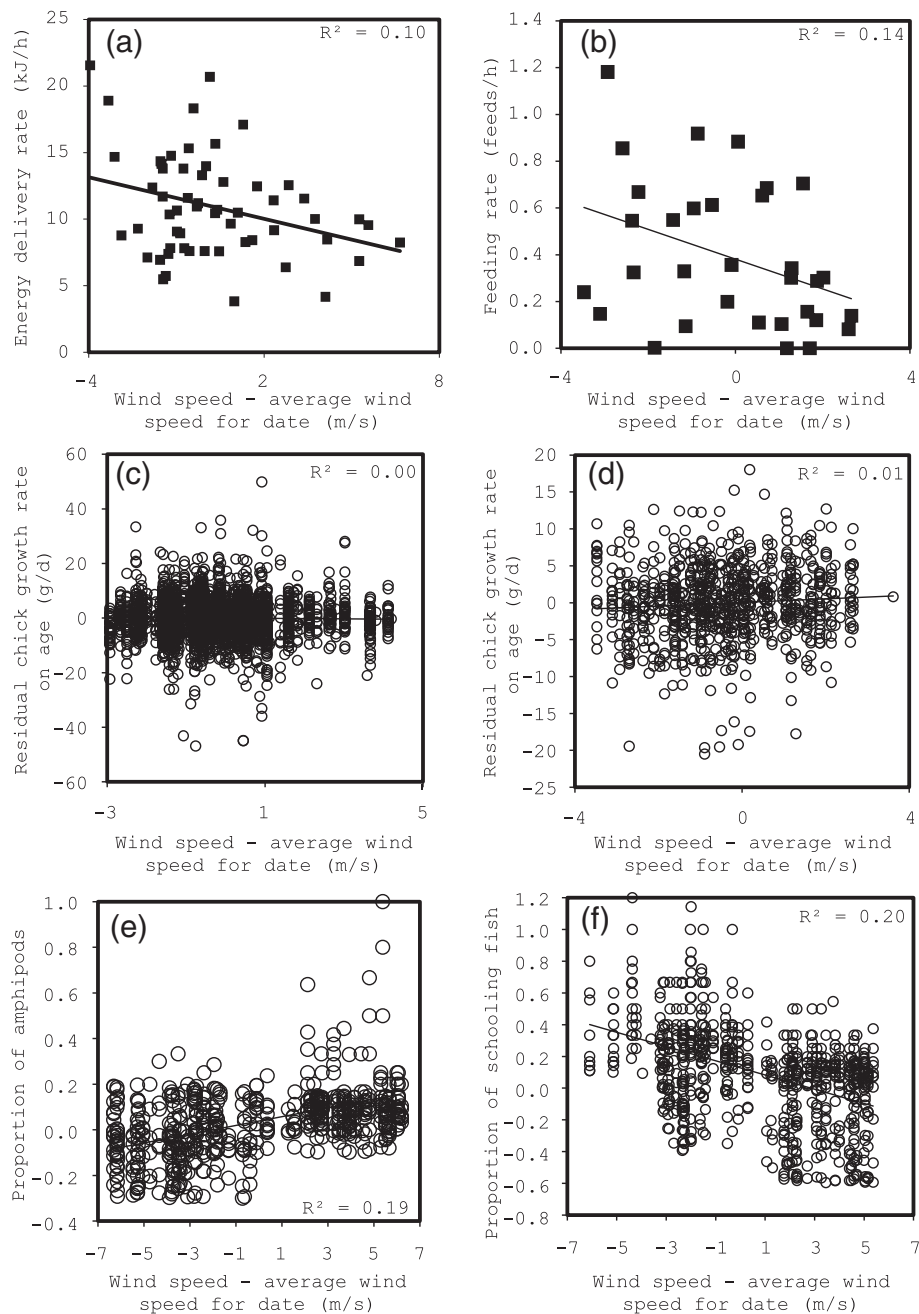 (a)
R² = 0.10
Energy delivery rate (kJ/h)
25
20
15
10
5
0
-4
2
8
Wind speed – average wind
speed for date (m/s)
(b)
R² = 0.14
Feeding rate (feeds/h)
1.4
1.2
1.0
0.8
0.6
0.4
0.2
0.0
-4
0
4
Wind speed – average wind
speed for date (m/s)
(c)
R² = 0.00
Residual chick growth rate
on age (g/d)
60
40
20
0
-20
-40
-60
-3
1
5
Wind speed – average wind
speed for date (m/s)
(d)
R² = 0.01
Residual chick growth rate
on age (g/d)
20
15
10
5
0
-5
-10
-15
-20
-25
-4
0
4
Wind speed – average wind
speed for date (m/s)
(e)
R² = 0.19
Proportion of amphipods
1.0
0.8
0.6
0.4
0.2
0.0
-0.2
-0.4
-7
-5
-3
-1
1
3
5
7
Wind speed – average wind
speed for date (m/s)
(f)
R² = 0.20
Proportion of schooling fish
1.2
1.0
0.8
0.6
0.4
0.2
0.0
-0.2
-0.4
-0.6
-0.8
-7
-5
-3
-1
1
3
5
7
Wind speed – average wind
speed for date (m/s)